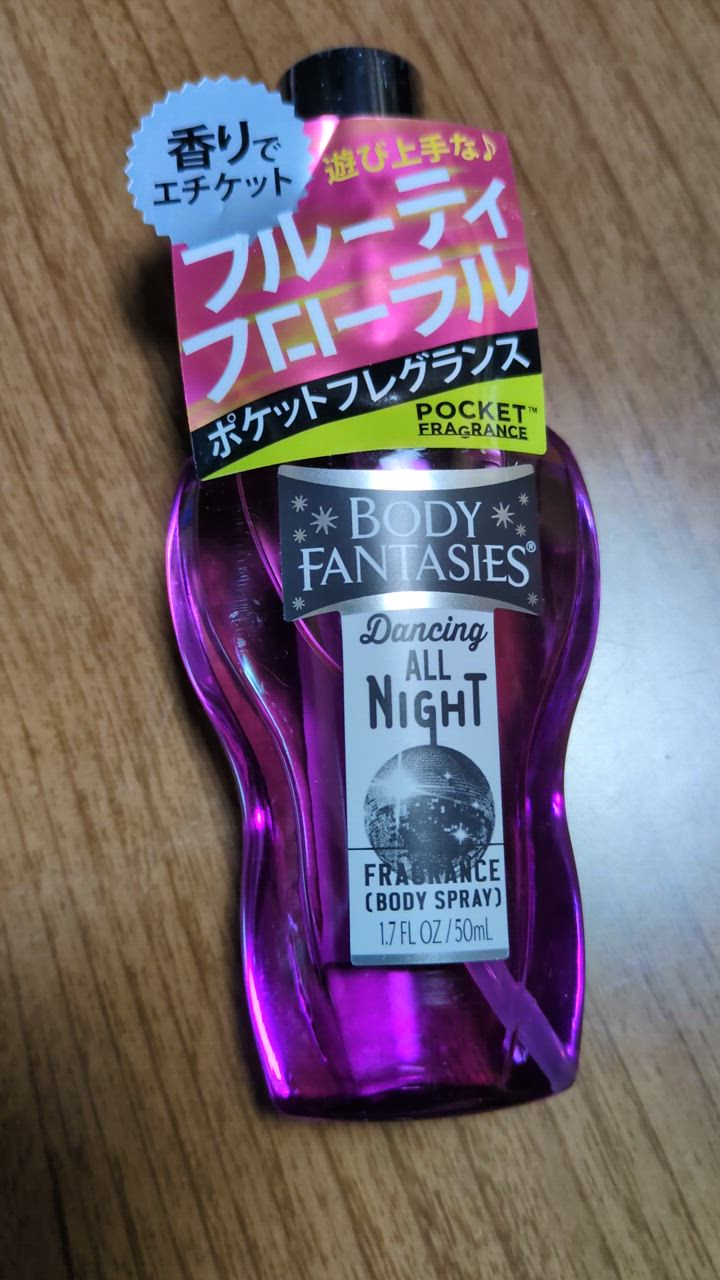 香りで
エチケット
遊び上手な♪
フルーティ
フローラル
ポケットフレグランス
POCKET™
FRAGRANCE
BODY
FANTASIES®
Dancing
ALL
NIGHT
FRAGRANCE
(BODY SPRAY)
1.7 FL OZ / 50mL